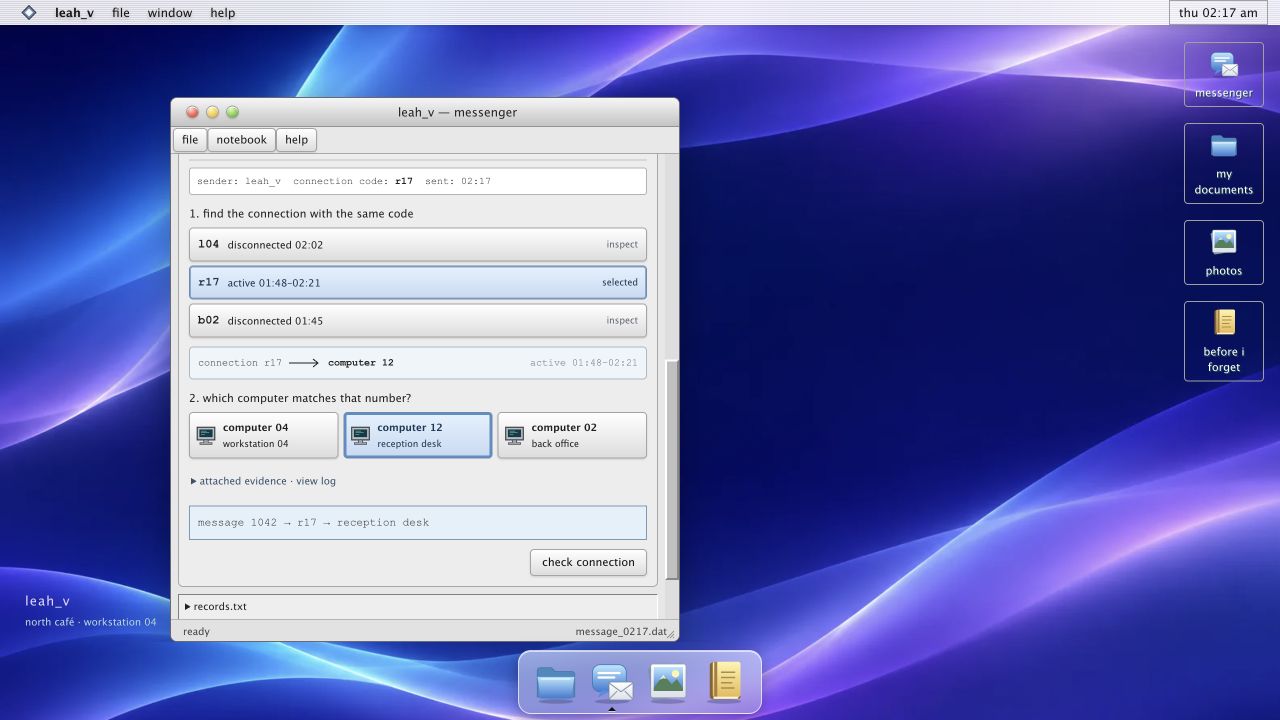 leah_v file window help
thu 02:17 am
messenger
my
documents
photos
before i
forget
leah_v — messenger
file notebook help
sender: leah_v connection code: r17 sent: 02:17
1. find the connection with the same code
l04 disconnected 02:02 inspect
r17 active 01:48–02:21 selected
b02 disconnected 01:45 inspect
connection r17 ⟶ computer 12 active 01:48–02:21
2. which computer matches that number?
computer 04
workstation 04
computer 12
reception desk
computer 02
back office
▸ attached evidence · view log
message 1042 → r17 → reception desk
check connection
▸ records.txt
ready message_0217.dat
leah_v
north café · workstation 04